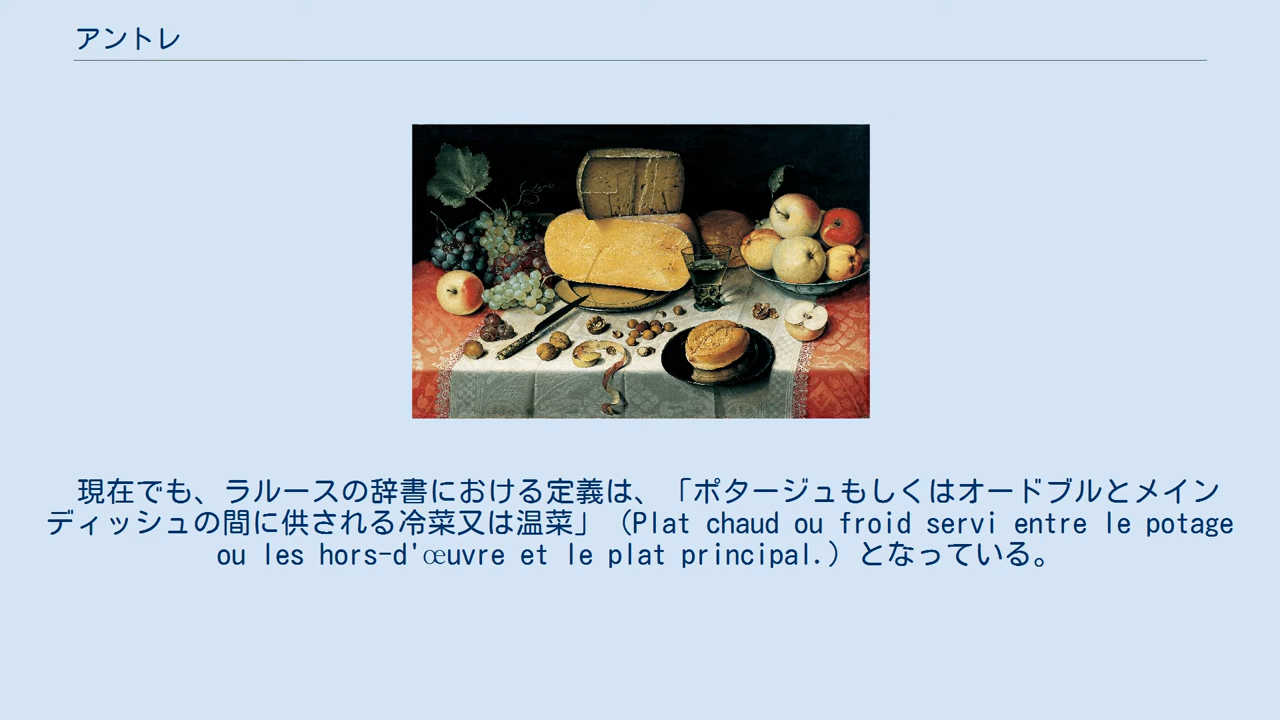 アントレ
現在でも、ラルースの辞書における定義は、「ポタージュもしくはオードブルとメイン
ディッシュの間に供される冷菜又は温菜」（Plat chaud ou froid servi entre le potage
ou les hors-d'œuvre et le plat principal.）となっている。